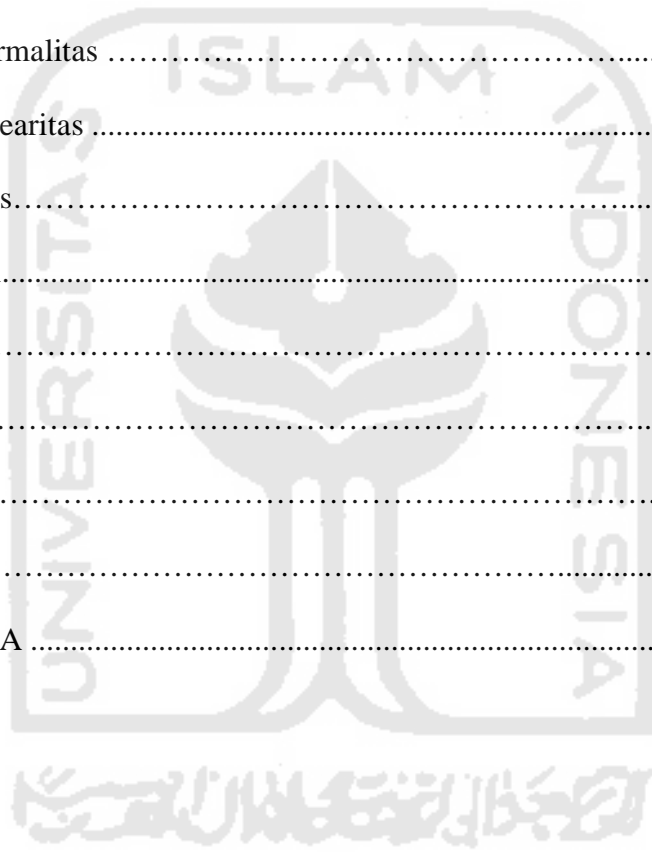 rmalitas ……………………………………………......
earitas ........................................................................
s……………………………………………………....
.....................................................................................
……………………………………………………………
.……………………………………………………...
.……………………………………………………………
………………………………………………............
A ................................................................................
ISLAM
UNIVERSITAS
INDONESIA